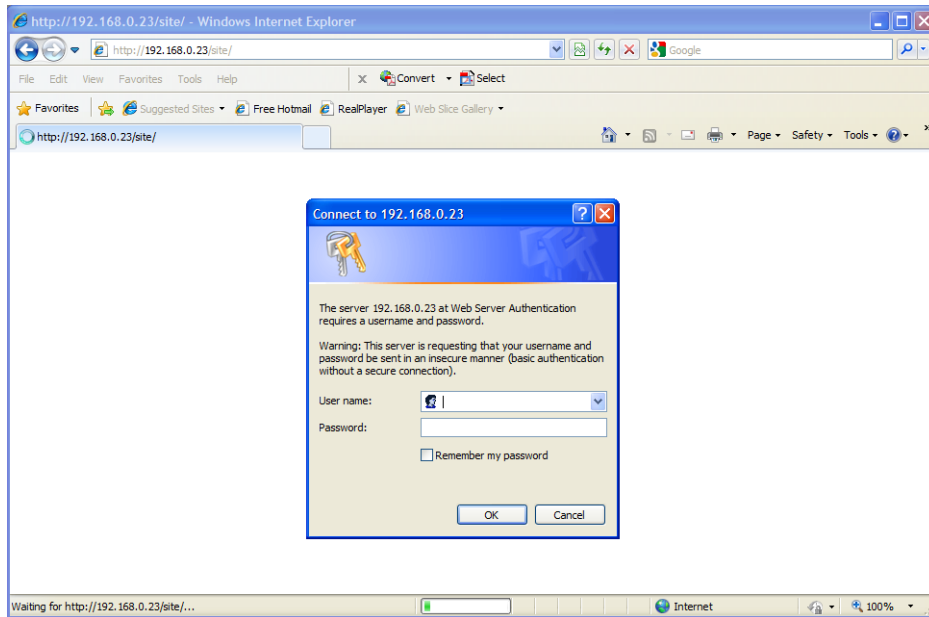 http://192.168.0.23/site/ - Windows Internet Explorer
http://192.168.0.23/site/
Google
File Edit View Favorites Tools Help
x Convert Select
Favorites Suggested Sites Free Hotmail RealPlayer Web Slice Gallery
http://192.168.0.23/site/
Page Safety Tools »
Connect to 192.168.0.23
The server 192.168.0.23 at Web Server Authentication
requires a username and password.
Warning: This server is requesting that your username and
password be sent in an insecure manner (basic authentication
without a secure connection).
User name:
Password:
Remember my password
OK Cancel
Waiting for http://192.168.0.23/site/... Internet 100%